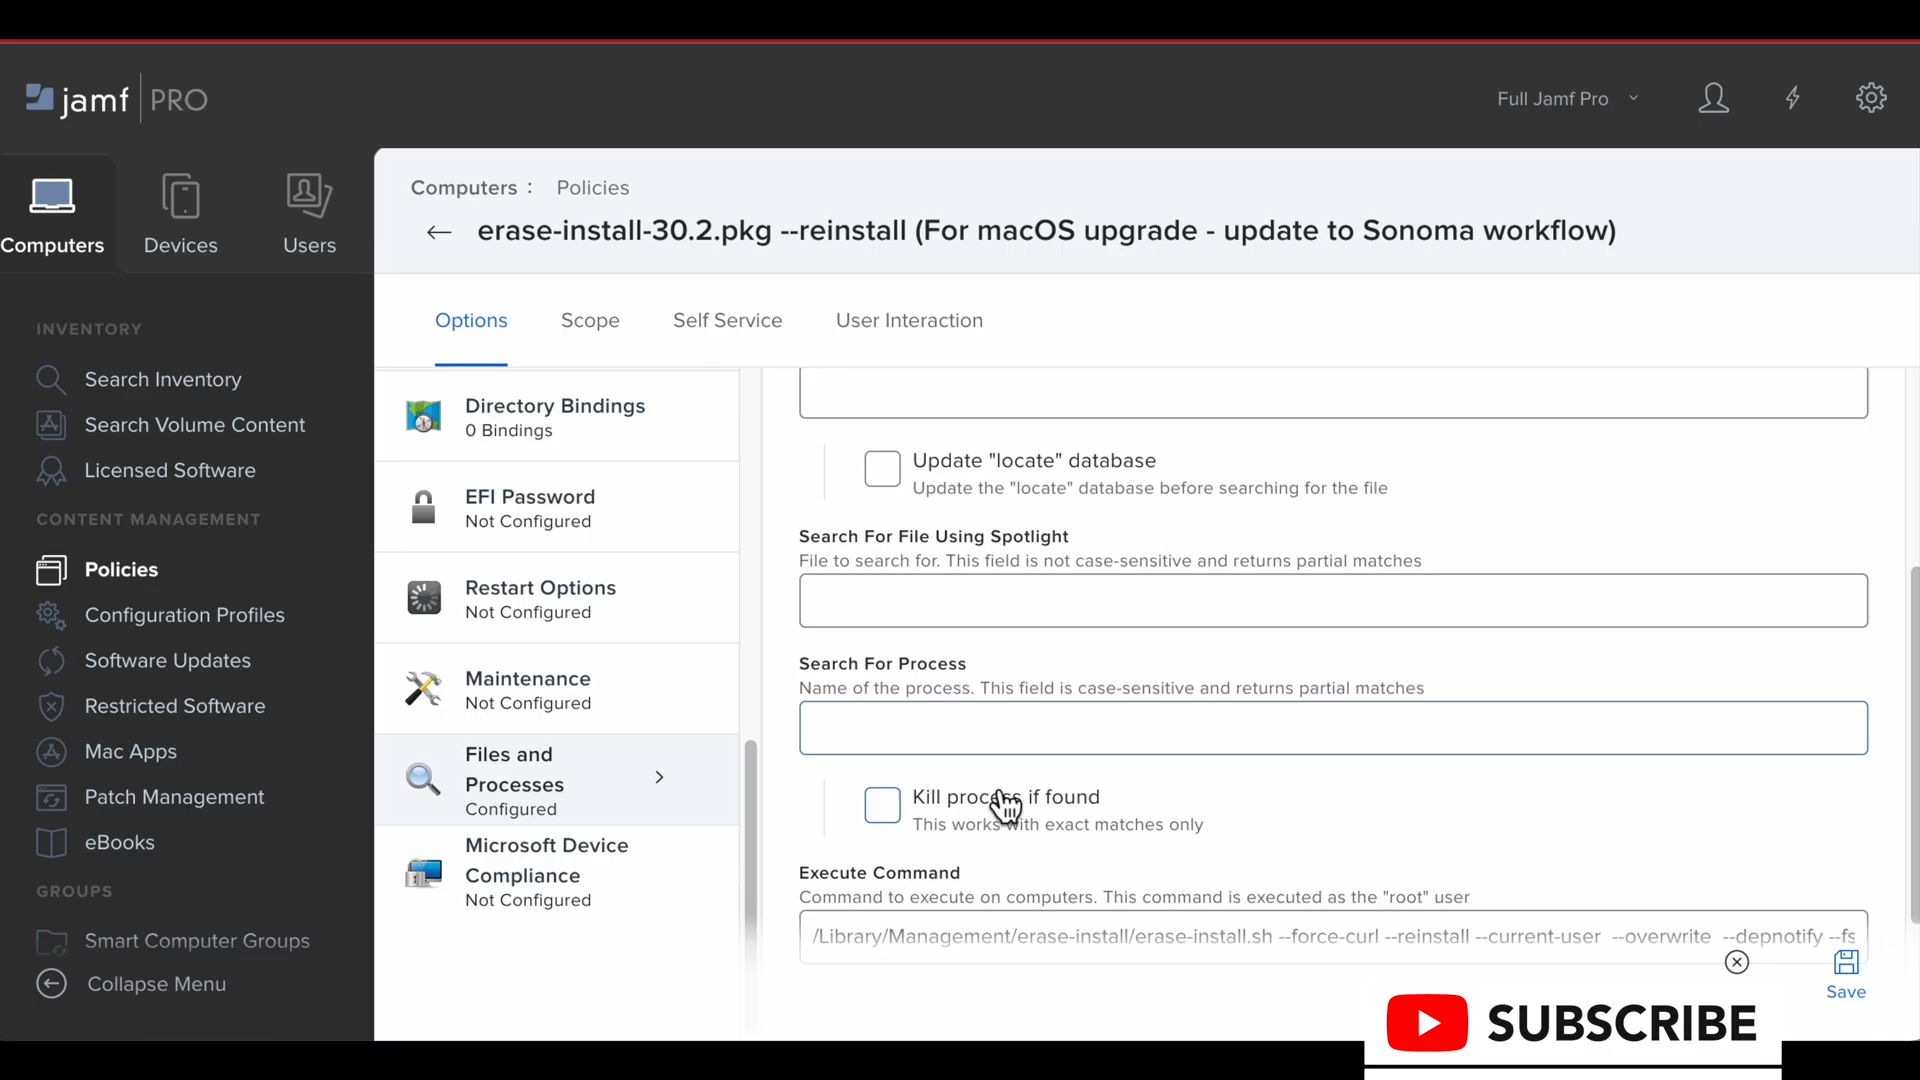 jamf PRO
Full Jamf Pro
Computers
Devices
Users
INVENTORY
Search Inventory
Search Volume Content
Licensed Software
CONTENT MANAGEMENT
Policies
Configuration Profiles
Software Updates
Restricted Software
Mac Apps
Patch Management
eBooks
GROUPS
Smart Computer Groups
Collapse Menu
Computers : Policies
← erase-install-30.2.pkg --reinstall (For macOS upgrade - update to Sonoma workflow)
Options
Scope
Self Service
User Interaction
Directory Bindings
0 Bindings
EFI Password
Not Configured
Restart Options
Not Configured
Maintenance
Not Configured
Files and
Processes
Configured
Microsoft Device
Compliance
Not Configured
Update "locate" database
Update the "locate" database before searching for the file
Search For File Using Spotlight
File to search for. This field is not case-sensitive and returns partial matches
Search For Process
Name of the process. This field is case-sensitive and returns partial matches
Kill process if found
This works with exact matches only
Execute Command
Command to execute on computers. This command is executed as the "root" user
/Library/Management/erase-install/erase-install.sh --force-curl --reinstall --current-user --overwrite --depnotify --fs
Save
SUBSCRIBE